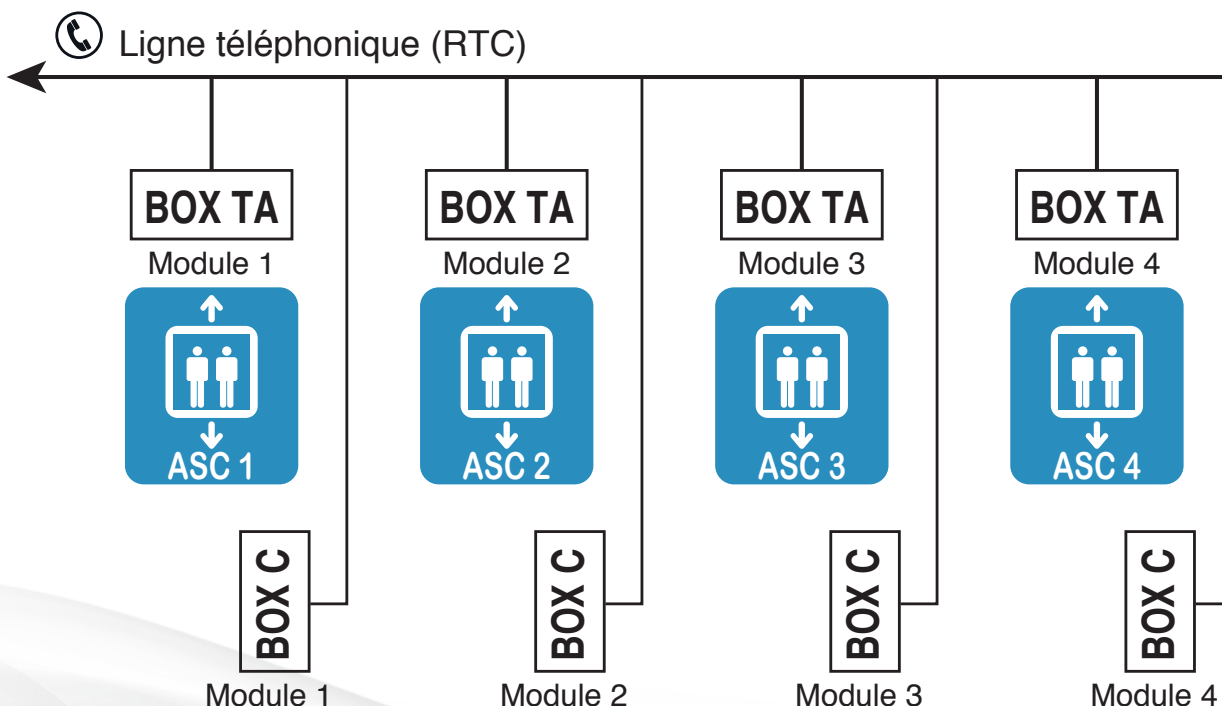 Ligne téléphonique (RTC)
BOX TA BOX TA BOX TA BOX TA
Module 1 Module 2 Module 3 Module 4
ASC 1 ASC 2 ASC 3 ASC 4
BOX C BOX C BOX C BOX C
Module 1 Module 2 Module 3 Module 4